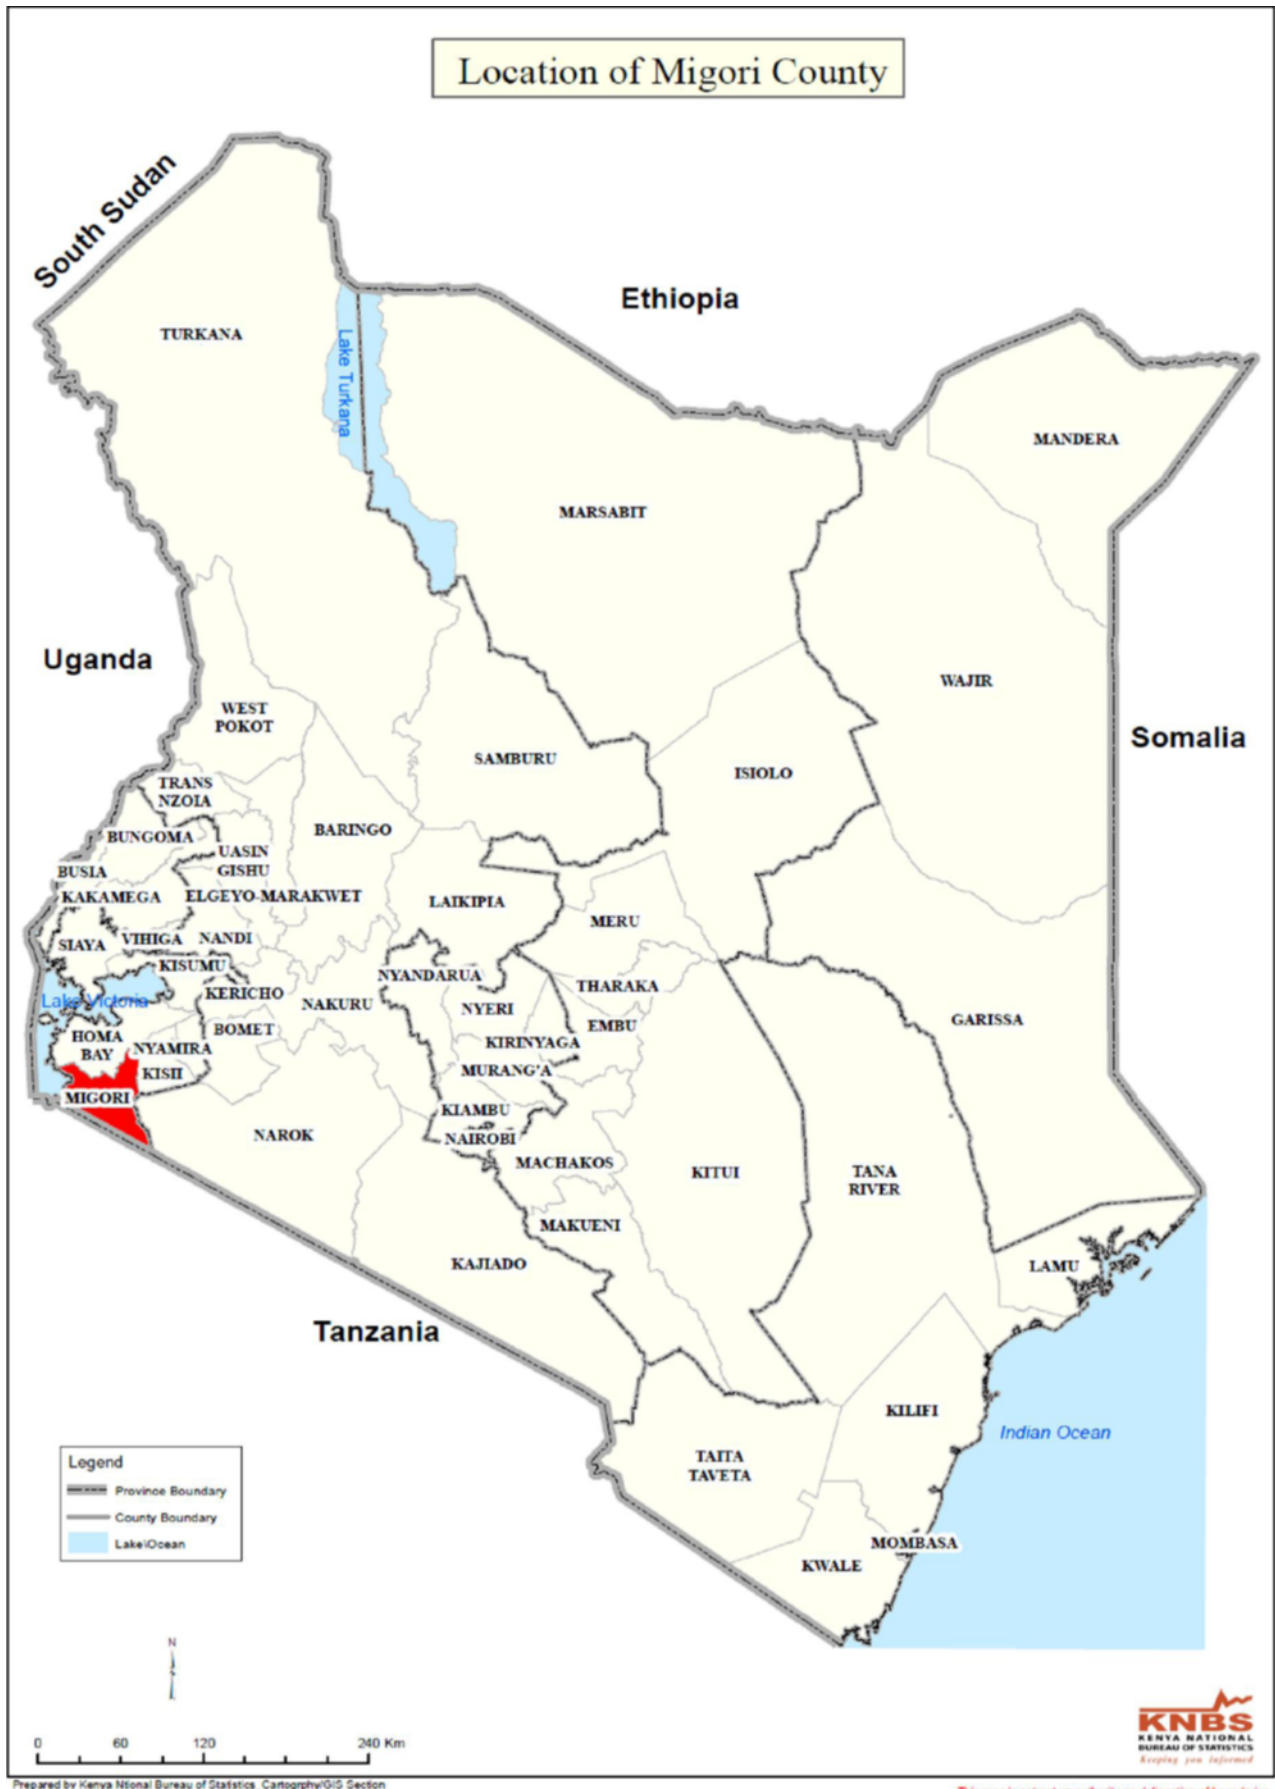 Location of Migori County
South Sudan
Ethiopia
TURKANA
Lake Turkana
MANDERA
MARSABIT
Uganda
WAJIR
WEST
POKOT
Somalia
SAMBURU
ISIOLO
TRANS
NZOIA
BARINGO
BUNGOMA
UASIN
GISHU
BUSIA
KAKAMEGA
ELGEYO-MARAKWET
LAIKIPIA
MERU
SIAYA
VIHIGA
NANDI
KISUMU
NYANDARUA
THARAKA
Lake Victoria
KERICHO
NAKURU
NYERI
GARISSA
EMBU
BOMET
HOMA
BAY
NYAMIRA
KIRINYAGA
KISII
MURANG'A
MIGORI
KIAMBU
NAROK
NAIROBI
MACHAKOS
KITUI
TANA
RIVER
MAKUENI
KAJIADO
LAMU
Tanzania
KILIFI
Indian Ocean
TAITA
TAVETA
Legend
Province Boundary
County Boundary
Lake\Ocean
MOMBASA
KWALE
N
0 60 120 240 Km
KNBS
KENYA NATIONAL
BUREAU OF STATISTICS
Keeping you informed
Prepared by Kenya Ntional Bureau of Statistics Cartogrphy/GIS Section